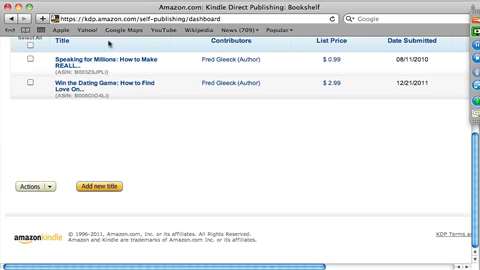 Amazon.com: Kindle Direct Publishing: Bookshelf
https://kdp.amazon.com/self-publishing/dashboard
Google
Apple Yahoo! Google Maps YouTube Wikipedia News (709) Popular
Select All Title Contributors List Price Date Submitted
Speaking for Millions: How to Make REALL...
(ASIN: B003Z9JPLI)
Fred Gleeck (Author) $ 0.99 08/11/2010
Win the Dating Game: How to Find Love On...
Fred Gleeck (Author) $ 2.99 12/21/2011
Actions Add new title
amazonkindle
© 1996-2011, Amazon.com, Inc. or its affiliates. All Rights Reserved.
Amazon and Kindle are trademarks of Amazon.com Inc. or its affiliates.
KDP Terms an